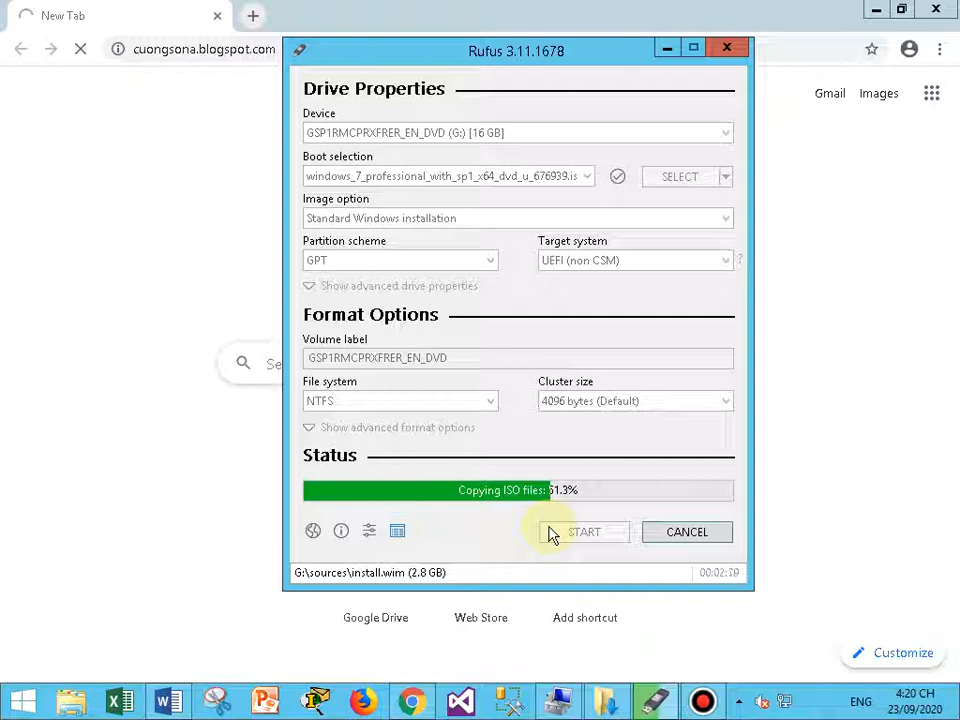 New Tab
cuongsona.blogspot.com
Rufus 3.11.1678
Gmail Images
Drive Properties
Device
GSP1RMCPRXFRER_EN_DVD (G:) [16 GB]
Boot selection
windows_7_professional_with_sp1_x64_dvd_u_676939.is
SELECT
Image option
Standard Windows installation
Partition scheme
Target system
GPT
UEFI (non CSM)
?
Show advanced drive properties
Format Options
Volume label
GSP1RMCPRXFRER_EN_DVD
Se
File system
Cluster size
NTFS
4096 bytes (Default)
Show advanced format options
Status
Copying ISO files: 51.3%
START
CANCEL
G:\sources\install.wim (2.8 GB)
Google Drive
Web Store
Add shortcut
Customize
ENG
4:20 CH
23/09/2020